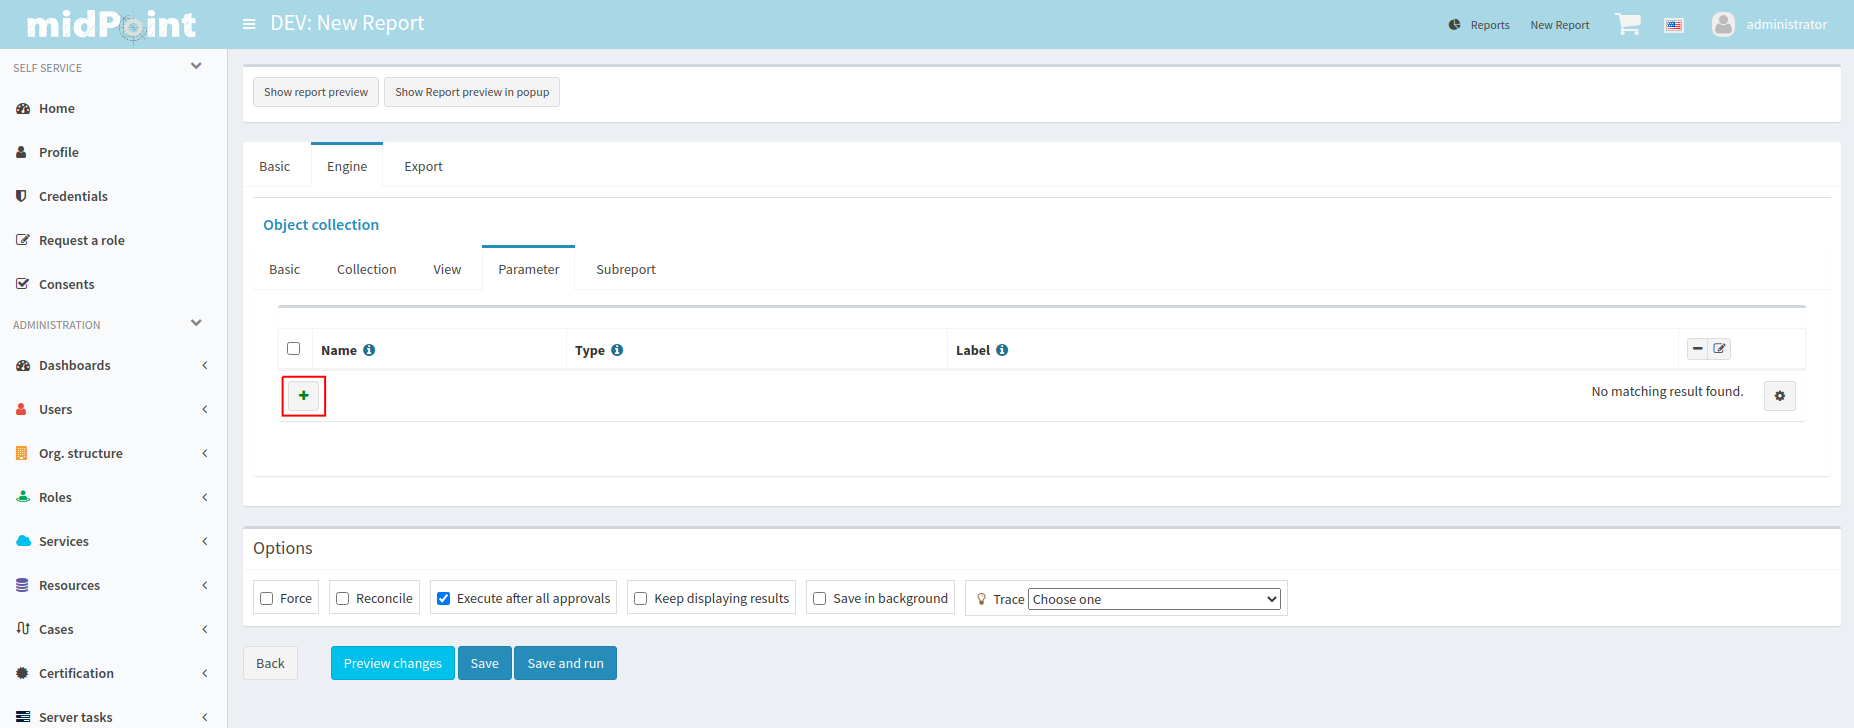 midPoint
DEV: New Report
Reports
New Report
administrator
SELF SERVICE
Home
Profile
Credentials
Request a role
Consents
ADMINISTRATION
Dashboards
Users
Org. structure
Roles
Services
Resources
Cases
Certification
Server tasks
Show report preview
Show Report preview in popup
Basic
Engine
Export
Object collection
Basic
Collection
View
Parameter
Subreport
Name
Type
Label
No matching result found.
Options
Force
Reconcile
Execute after all approvals
Keep displaying results
Save in background
Trace
Choose one
Back
Preview changes
Save
Save and run